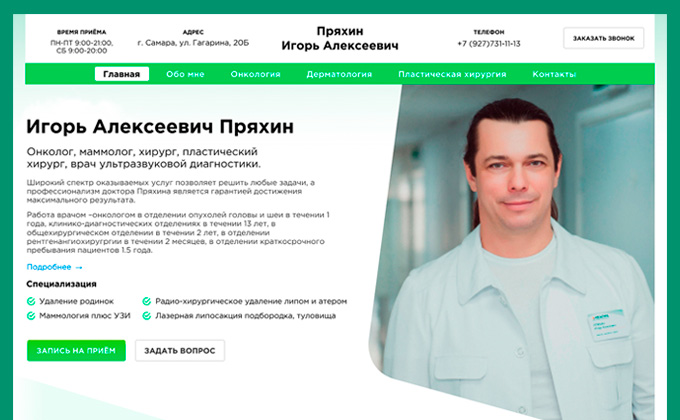 ВРЕМЯ ПРИЁМА
ПН-ПТ 9:00-21:00,
СБ 9:00-20:00
АДРЕС
г. Самара, ул. Гагарина, 20Б
Пряхин
Игорь Алексеевич
ТЕЛЕФОН
+7 (927)731-11-13
ЗАКАЗАТЬ ЗВОНОК
Главная
Обо мне
Онкология
Дерматология
Пластическая хирургия
Контакты
Игорь Алексеевич Пряхин
Онколог, маммолог, хирург, пластический
хирург, врач ультразвуковой диагностики.
Широкий спектр оказываемых услуг позволяет решить любые задачи, а
профессионализм доктора Пряхина является гарантией достижения
максимального результата.
Работа врачом –онкологом в отделении опухолей головы и шеи в течении 1
года, клинико-диагностических отделениях в течении 13 лет, в
общехирургическом отделении в течении 2 лет, в отделении
рентгенангиохирургии в течении 2 месяцев, в отделении краткосрочного
пребывания пациентов 1.5 года.
Подробнее →
Специализация
Удаление родинок
Радио-хирургическое удаление липом и атером
Маммология плюс УЗИ
Лазерная липосакция подбородка, туловища
ЗАПИСЬ НА ПРИЁМ
ЗАДАТЬ ВОПРОС